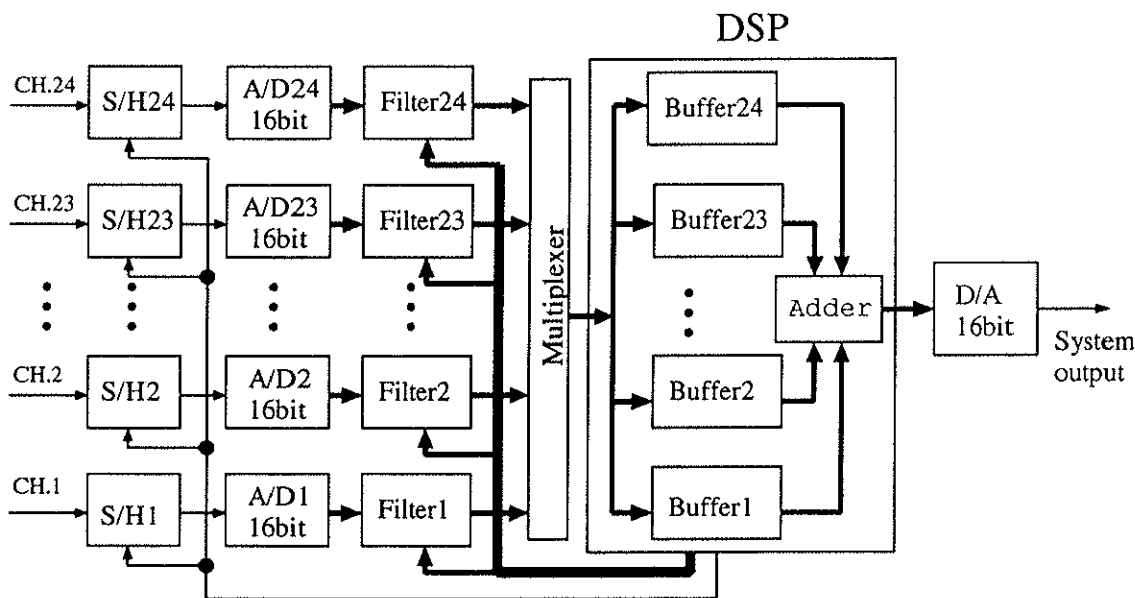 DSP
CH.24
S/H24
A/D24
16bit
Filter24
Buffer24
CH.23
S/H23
A/D23
16bit
Filter23
Buffer23
Multiplexer
Adder
D/A
16bit
System
output
CH.2
S/H2
A/D2
16bit
Filter2
Buffer2
CH.1
S/H1
A/D1
16bit
Filter1
Buffer1